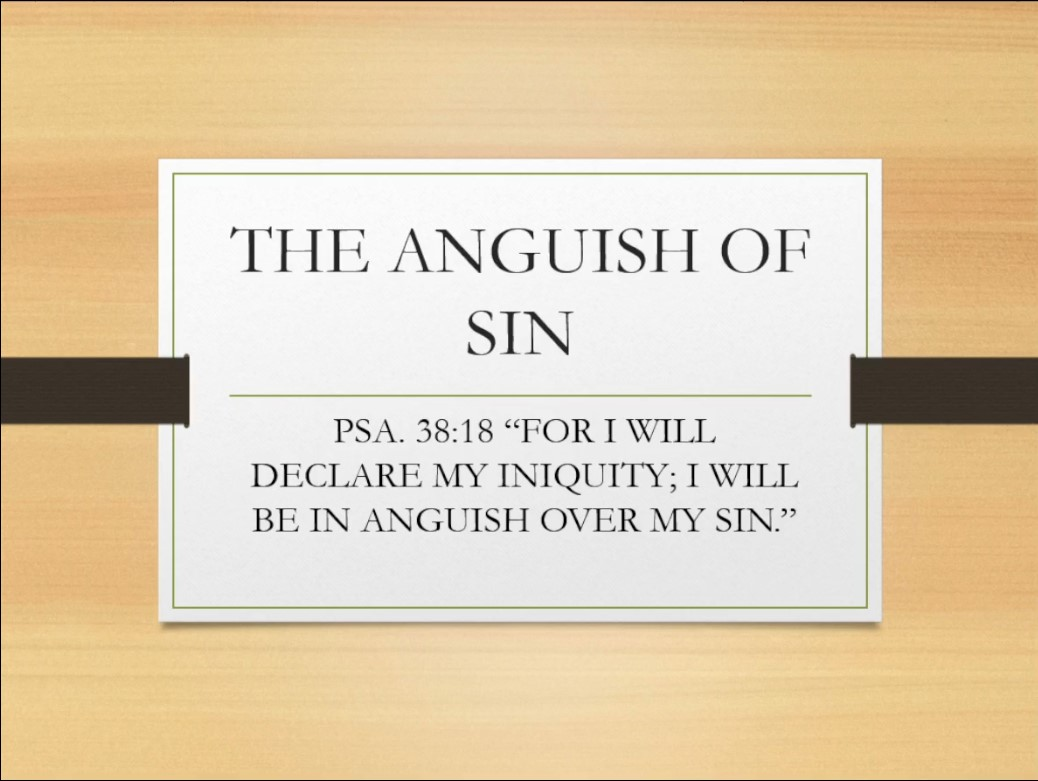 THE ANGUISH OF
SIN
PSA. 38:18 “FOR I WILL
DECLARE MY INIQUITY; I WILL
BE IN ANGUISH OVER MY SIN.”